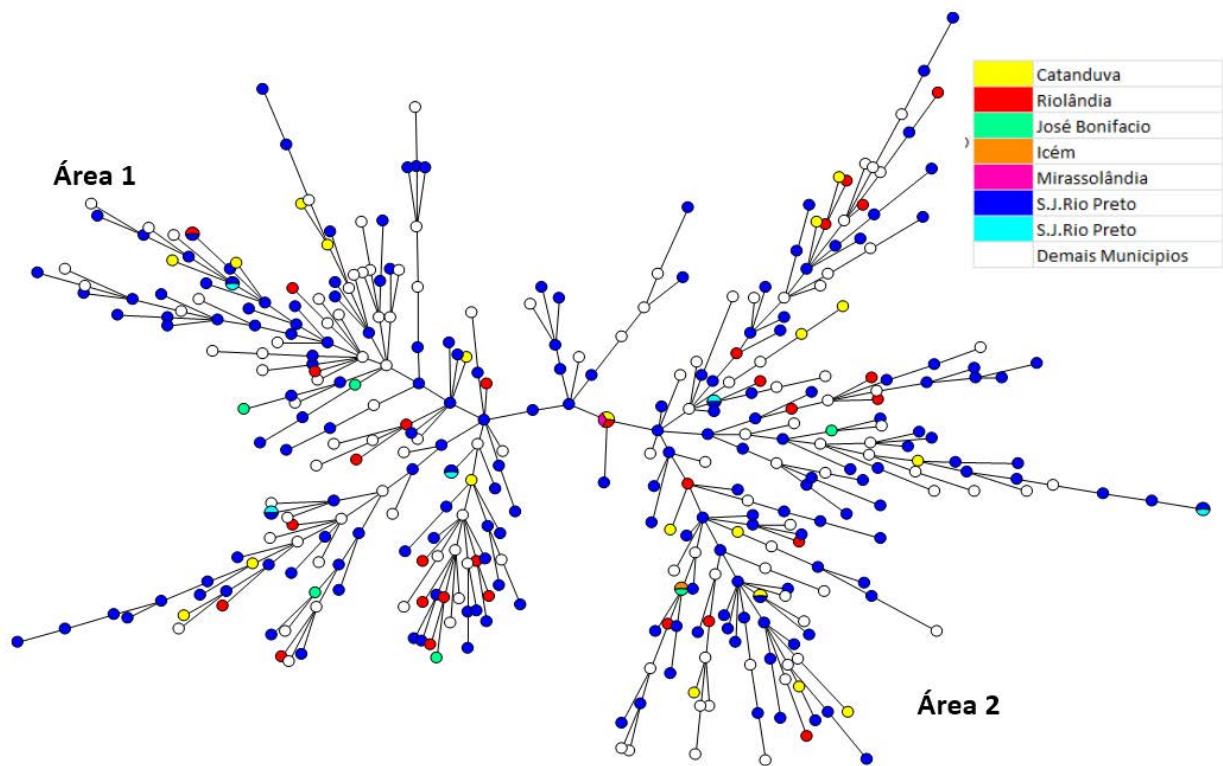 Área 1
Catanduva
Riolândia
José Bonifacio
Icém
Mirassolândia
S.J.Rio Preto
S.J.Rio Preto
Demais Municipios
Área 2